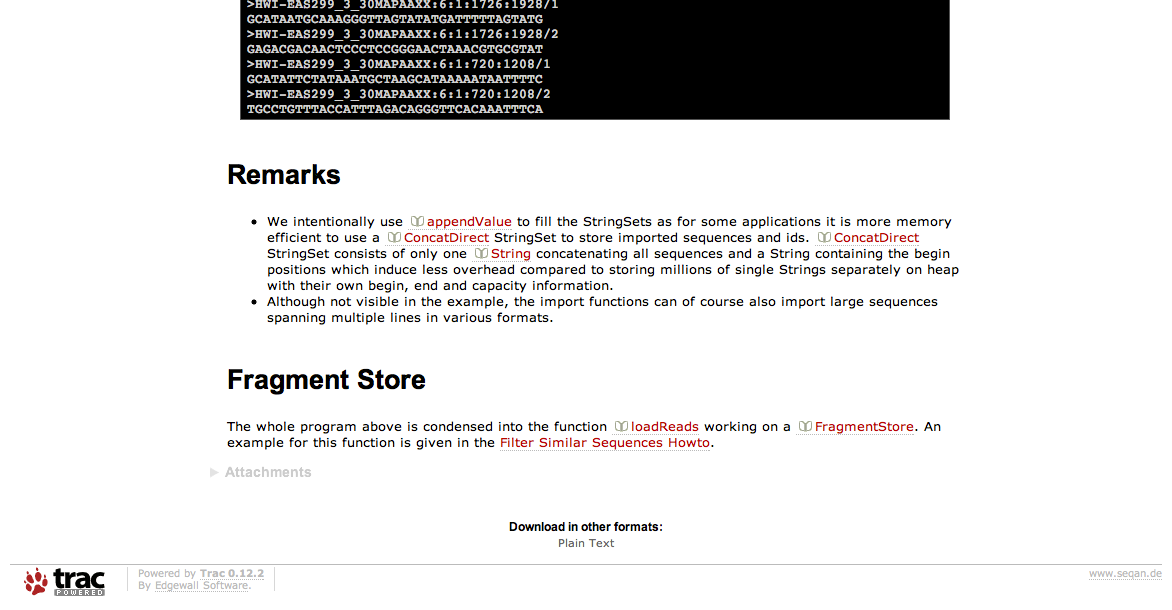 >HWI-EAS299_3_30MAPAAXX:6:1:1726:1928/1
GCATAATGCAAAGGGTTAGTATATGATTTTTAGTATG
>HWI-EAS299_3_30MAPAAXX:6:1:1726:1928/2
GAGACGACAACTCCCTCCGGGAACTAAACGTGCGTAT
>HWI-EAS299_3_30MAPAAXX:6:1:720:1208/1
GCATATTCTATAAATGCTAAGCATAAAAATAATTTTC
>HWI-EAS299_3_30MAPAAXX:6:1:720:1208/2
TGCCTGTTTACCATTTAGACAGGGTTCACAAATTTCA
Remarks
• We intentionally use appendValue to fill the StringSets as for some applications it is more memory
efficient to use a ConcatDirect StringSet to store imported sequences and ids. ConcatDirect
StringSet consists of only one String concatenating all sequences and a String containing the begin
positions which induce less overhead compared to storing millions of single Strings separately on heap
with their own begin, end and capacity information.
• Although not visible in the example, the import functions can of course also import large sequences
spanning multiple lines in various formats.
Fragment Store
The whole program above is condensed into the function loadReads working on a FragmentStore. An
example for this function is given in the Filter Similar Sequences Howto.
Attachments
Download in other formats:
Plain Text
trac
POWERED
Powered by Trac 0.12.2
By Edgewall Software.
www.seqan.de